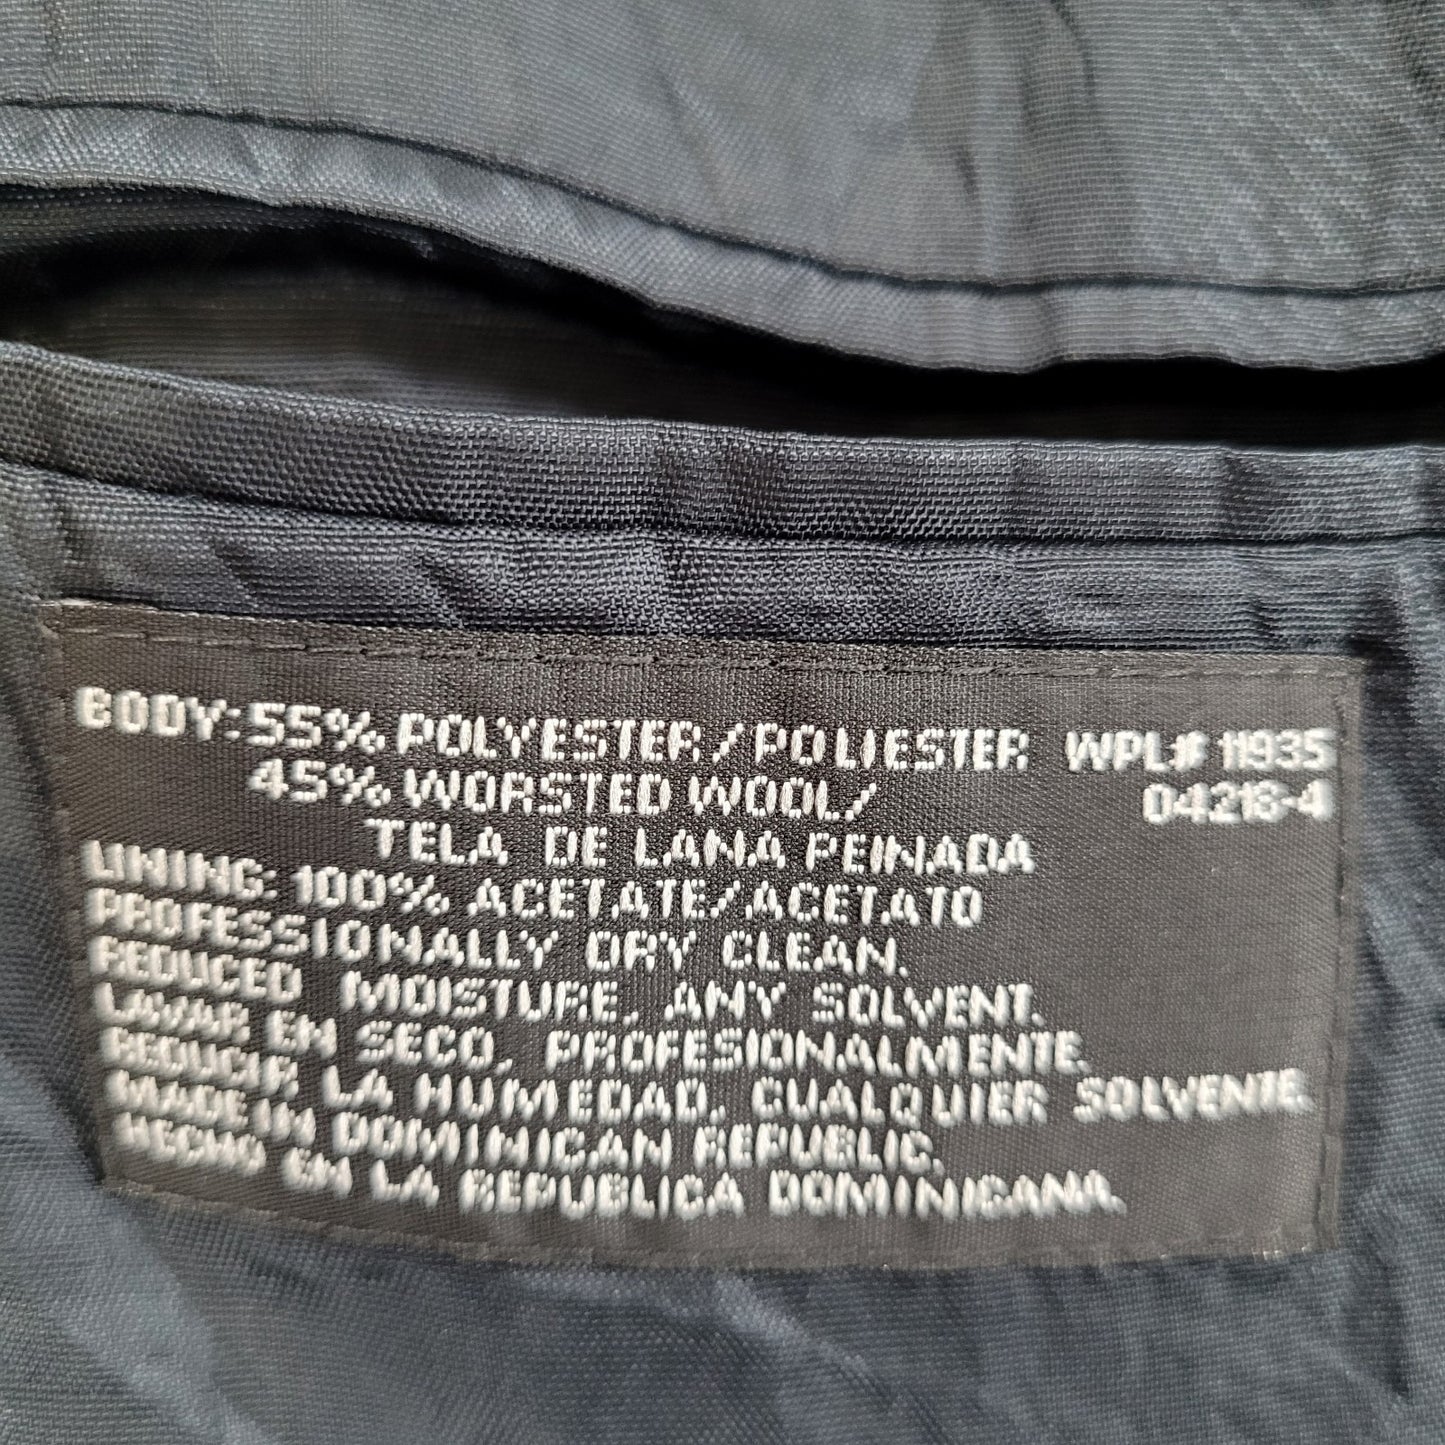 BODY: 55% POLYESTER/POLIESTER WPL# 11935
45% WORSTED WOOL/ 04218-4
TELA DE LANA PEINADA
LINING: 100% ACETATE/ACETATO
PROFESSIONALLY DRY CLEAN.
REDUCED MOISTURE, ANY SOLVENT.
LAVAR EN SECO, PROFESIONALMENTE.
REDUCIR LA HUMEDAD, CUALQUIER SOLVENTE.
MADE IN DOMINICAN REPUBLIC.
HECHO EN LA REPUBLICA DOMINICANA.